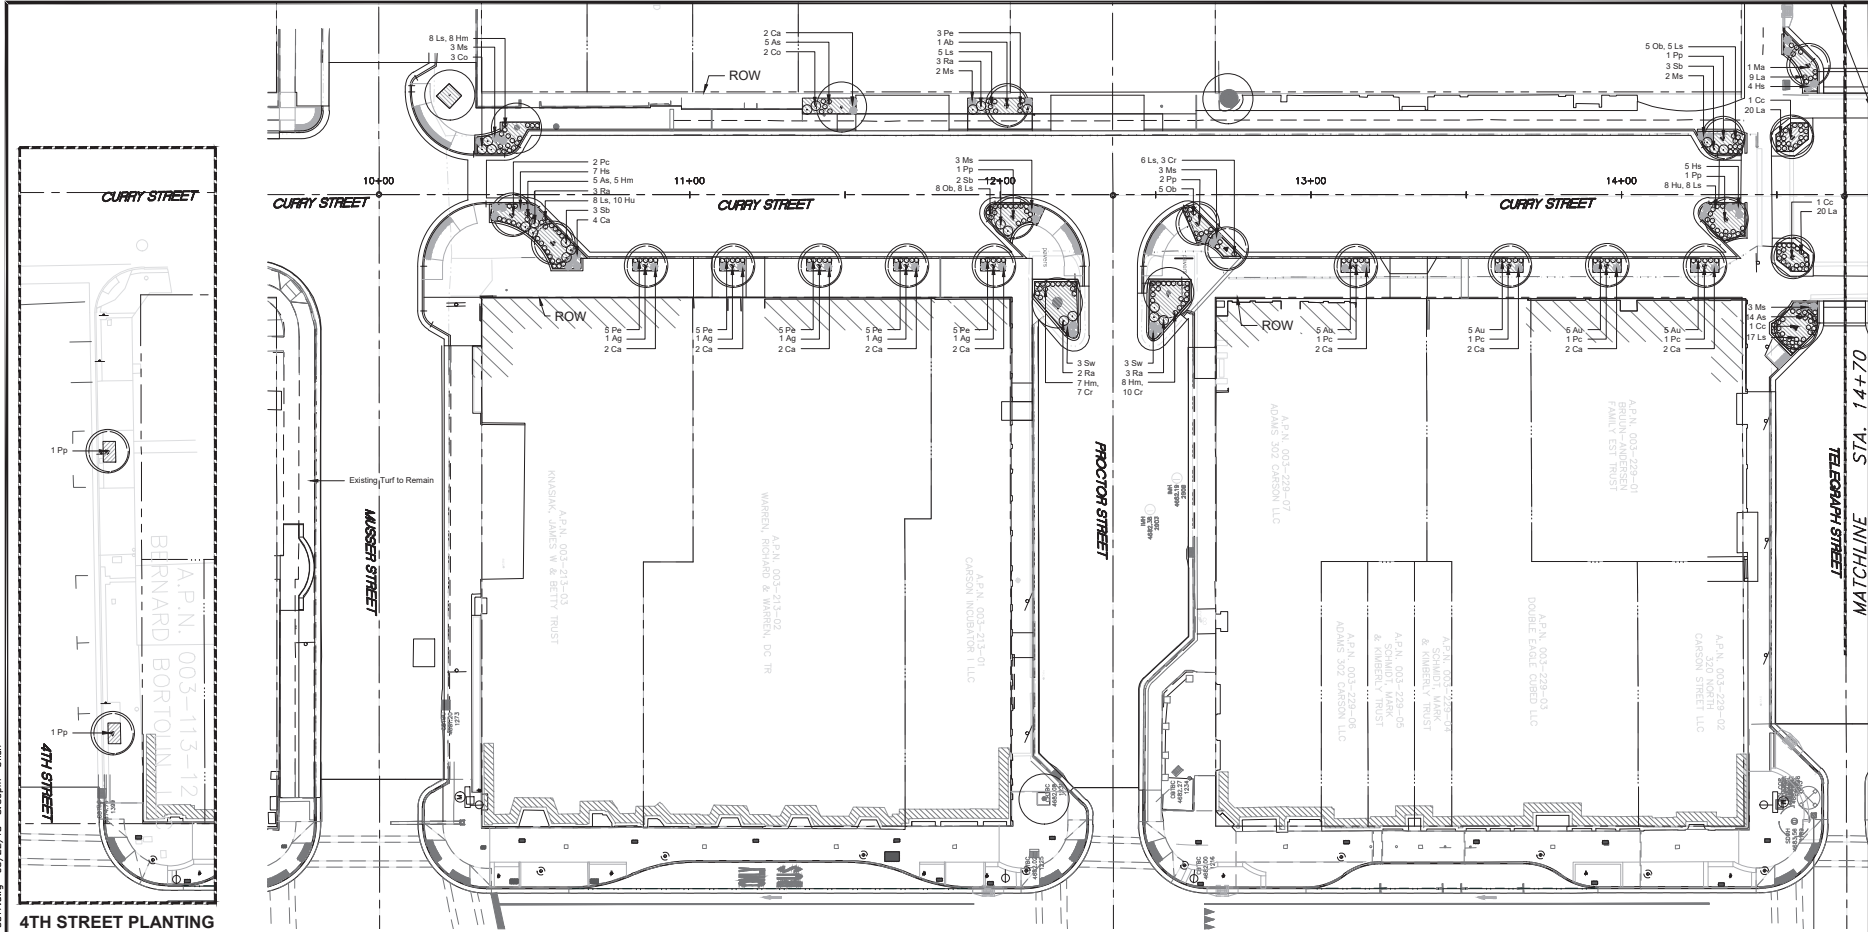 8 Ls, 8 Hm
3 Ms
3 Co
2 Ca
5 As
2 Co
3 Pe
1 Ab
5 Ls
3 Ra
2 Ms
ROW
5 Ob, 5 Ls
1 Pp
3 Sb
2 Ms
1 Ma
9 La
4 Hs
1 Cc
20 La
CURRY STREET
CURRY STREET
10+00
2 Pc
7 Hs
5 As, 5 Hm
3 Ra
8 Ls, 10 Hu
3 Sb
4 Ca
11+00
CURRY STREET
3 Ms
1 Pp
2 Sb
8 Ob, 8 Ls
12+00
6 Ls, 3 Cr
3 Ms
2 Pp
5 Ob
13+00
CURRY STREET
14+00
5 Hs
1 Pp
8 Hu, 8 Ls
1 Cc
20 La
pavers
ROW
5 Pe
1 Ag
2 Ca
5 Pe
1 Ag
2 Ca
5 Pe
1 Ag
2 Ca
5 Pe
1 Ag
2 Ca
5 Pe
1 Ag
2 Ca
3 Sw
2 Ra
7 Hm,
7 Cr
3 Sw
3 Ra
8 Hm,
10 Cr
ROW
5 Au
1 Pc
2 Ca
5 Au
1 Pc
2 Ca
5 Au
1 Pc
2 Ca
5 Au
1 Pc
2 Ca
3 Ms
14 As
1 Cc
17 Ls
1 Pp
1 Pp
Existing Turf to Remain
MUSSER STREET
PROCTOR STREET
TELEGRAPH STREET
MATCHLINE STA. 14+70
4TH STREET
A.P.N. 003-113-12
A.P.N. 003-213-03
KNASIAK, JAMES W & BETTY TRUST
A.P.N. 003-213-02
WARREN, RICHARD & WARREN, DC TR
A.P.N. 003-213-01
CARSON INCUBATOR I LLC
A.P.N. 003-229-07
ADAMS 302 CARSON LLC
A.P.N. 003-229-01
BRUUN-ANDERSEN
FAMILY EST TRUST
A.P.N. 003-229-06
ADAMS 302 CARSON LLC
A.P.N. 003-229-05
SCHMIDT, MARK
& KIMBERLY TRUST
A.P.N. 003-229-04
SCHMIDT, MARK
& KIMBERLY TRUST
A.P.N. 003-229-03
DOUBLE EAGLE CUBED LLC
A.P.N. 003-229-02
320 NORTH
CARSON STREET LLC
4TH STREET PLANTING